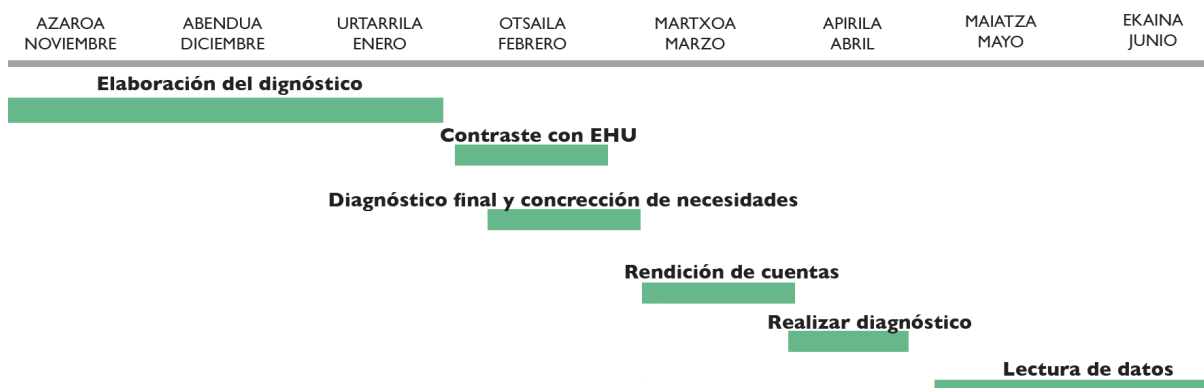 AZAROA ABENDUA URTARRILA OTSAILA MARTXOA APIRILA MAIATZA EKAINA
NOVIEMBRE DICIEMBRE ENERO FEBRERO MARZO ABRIL MAYO JUNIO
Elaboración del dignóstico
Contraste con EHU
Diagnóstico final y concrección de necesidades
Rendición de cuentas
Realizar diagnóstico
Lectura de datos